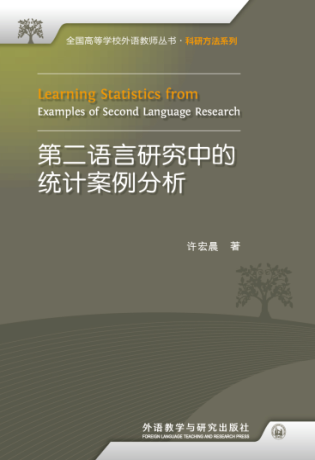 全国高等学校外语教师丛书·科研方法系列
Learning Statistics from
Examples of Second Language Research
第二语言研究中的
统计案例分析
许宏晨 著
外语教学与研究出版社
FOREIGN LANGUAGE TEACHING AND RESEARCH PRESS